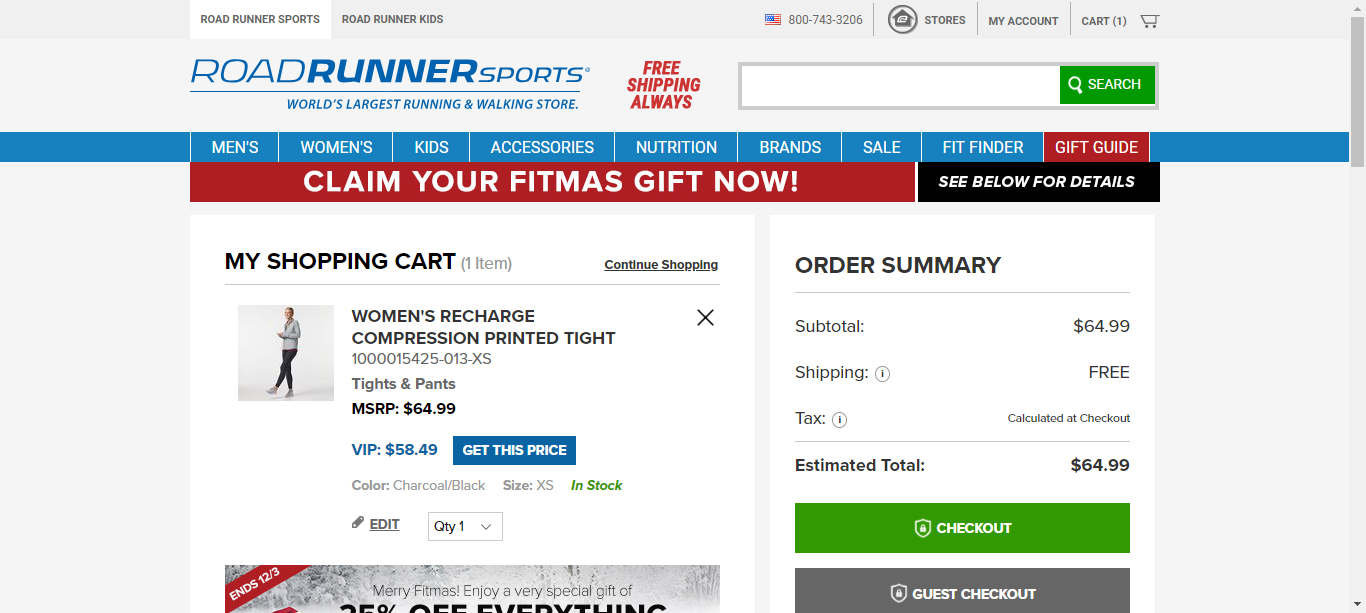 ROAD RUNNER SPORTS
ROAD RUNNER KIDS
800-743-3206
STORES
MY ACCOUNT
CART (1)
ROADRUNNER SPORTS
WORLD'S LARGEST RUNNING & WALKING STORE.
FREE
SHIPPING
ALWAYS
SEARCH
MEN'S
WOMEN'S
KIDS
ACCESSORIES
NUTRITION
BRANDS
SALE
FIT FINDER
GIFT GUIDE
CLAIM YOUR FITMAS GIFT NOW!
SEE BELOW FOR DETAILS
MY SHOPPING CART (1 Item)
Continue Shopping
WOMEN'S RECHARGE
COMPRESSION PRINTED TIGHT
1000015425-013-XS
Tights & Pants
MSRP: $64.99
VIP: $58.49
GET THIS PRICE
Color: Charcoal/Black Size: XS In Stock
EDIT
Qty 1
ENDS 12/3
Merry Fitmas! Enjoy a very special gift of
25% OFF EVERYTHING
ORDER SUMMARY
Subtotal: $64.99
Shipping: FREE
Tax: Calculated at Checkout
Estimated Total: $64.99
CHECKOUT
GUEST CHECKOUT